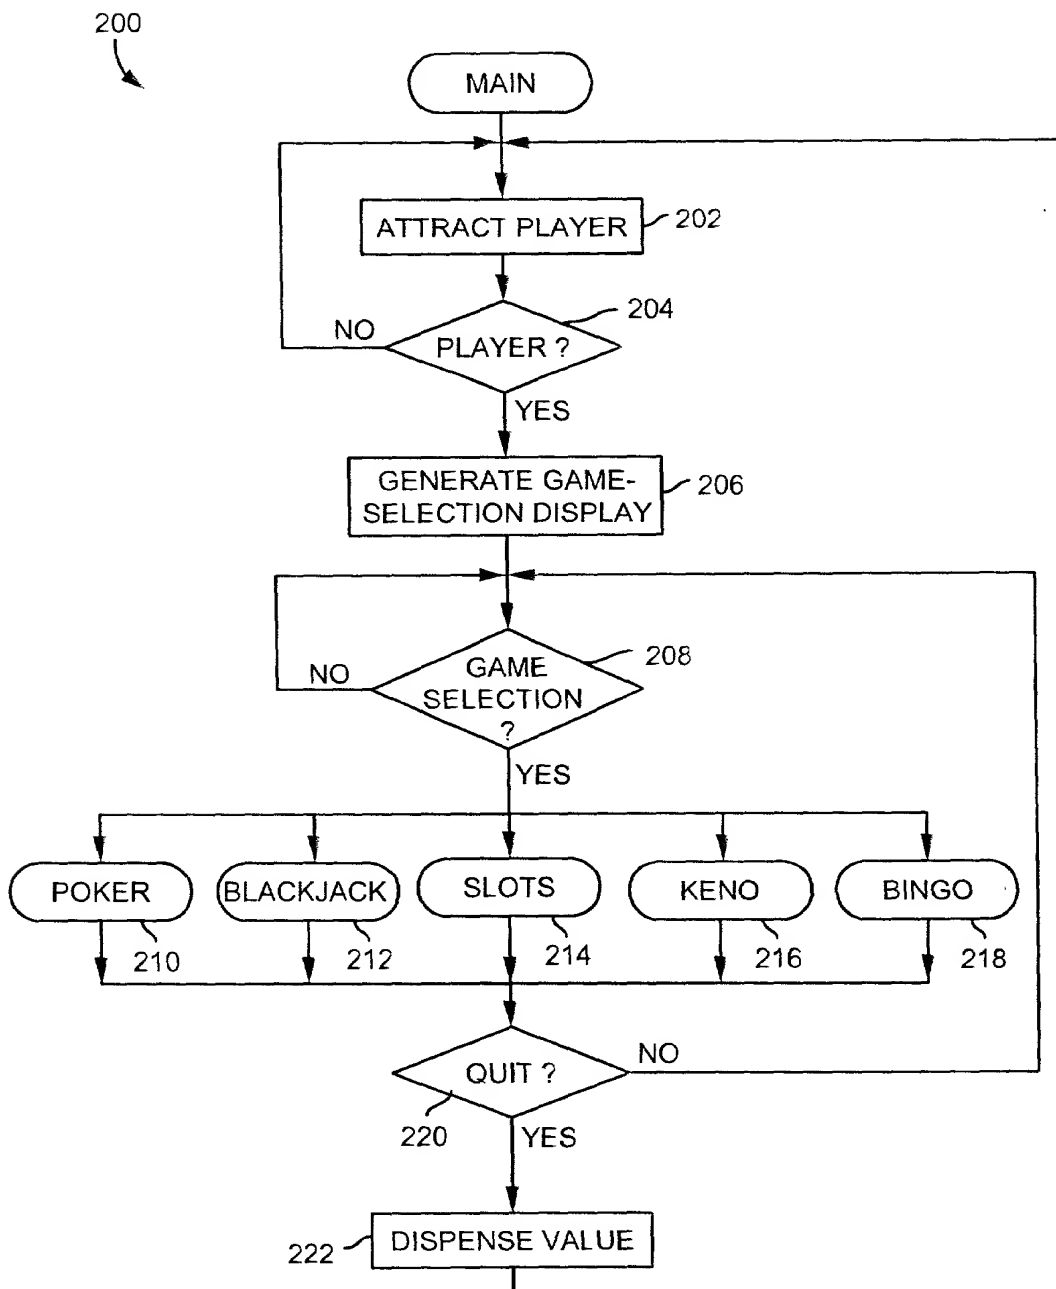 200
MAIN
ATTRACT PLAYER
202
204
NO
PLAYER ?
YES
GENERATE GAME-
SELECTION DISPLAY
206
208
NO
GAME
SELECTION
?
YES
POKER
BLACKJACK
SLOTS
KENO
BINGO
210
212
214
216
218
QUIT ?
NO
220
YES
222
DISPENSE VALUE